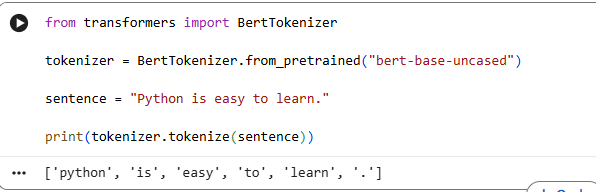 from transformers import BertTokenizer
tokenizer = BertTokenizer.from_pretrained("bert-base-uncased")
sentence = "Python is easy to learn."
print(tokenizer.tokenize(sentence))
['python', 'is', 'easy', 'to', 'learn', '.']